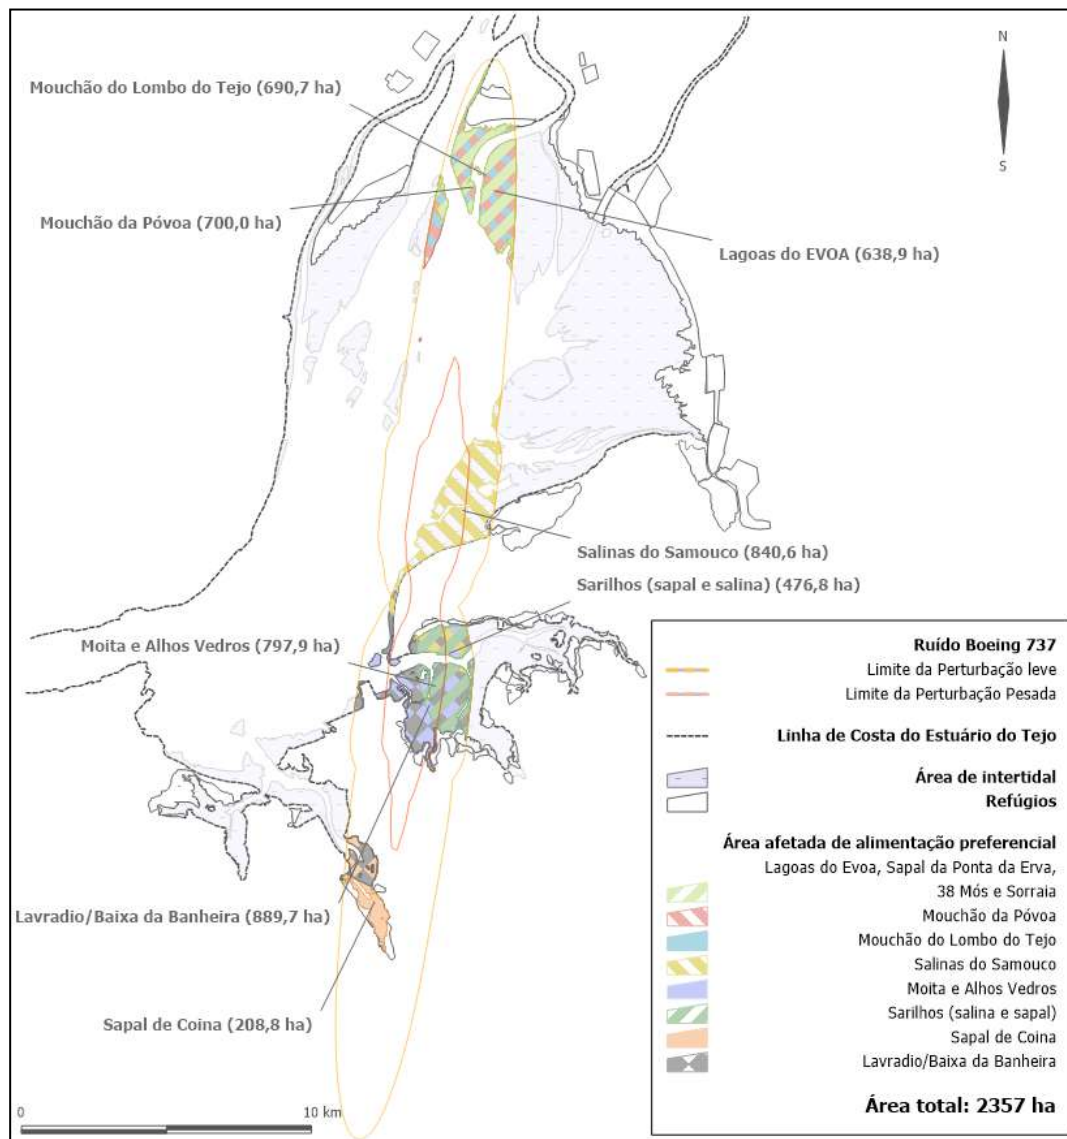 N
S
Mouchão do Lombo do Tejo (690,7 ha)
Mouchão da Póvoa (700,0 ha)
Lagoas do EVOA (638,9 ha)
Salinas do Samouco (840,6 ha)
Sarilhos (sapal e salina) (476,8 ha)
Moita e Alhos Vedros (797,9 ha)
Lavradio/Baixa da Banheira (889,7 ha)
Sapal de Coina (208,8 ha)
0 10 km
Ruído Boeing 737
Limite da Perturbação leve
Limite da Perturbação Pesada
Linha de Costa do Estuário do Tejo
Área de intertidal
Refúgios
Área afetada de alimentação preferencial
Lagoas do Evoa, Sapal da Ponta da Erva,
38 Mós e Sorraia
Mouchão da Póvoa
Mouchão do Lombo do Tejo
Salinas do Samouco
Moita e Alhos Vedros
Sarilhos (salina e sapal)
Sapal de Coina
Lavradio/Baixa da Banheira
Área total: 2357 ha